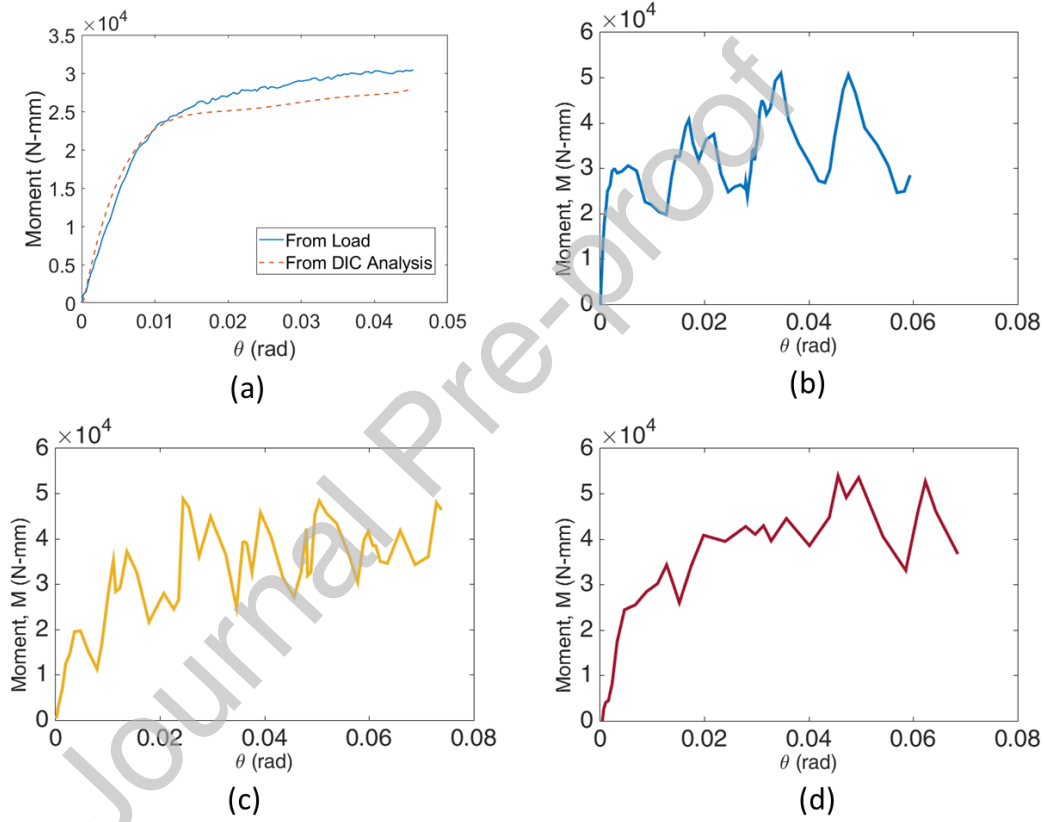 ×10⁴
3.5
3
2.5
2
1.5
1
0.5
0
Moment (N-mm)
From Load
From DIC Analysis
0 0.01 0.02 0.03 0.04 0.05
θ (rad)
(a)
×10⁴
6
5
4
3
2
1
0
Moment, M (N-mm)
0 0.02 0.04 0.06 0.08
θ (rad)
(b)
×10⁴
6
5
4
3
2
1
0
Moment, M (N-mm)
0 0.02 0.04 0.06 0.08
θ (rad)
(c)
×10⁴
6
5
4
3
2
1
0
Moment, M (N-mm)
0 0.02 0.04 0.06 0.08
θ (rad)
(d)
Journal Pre-proof